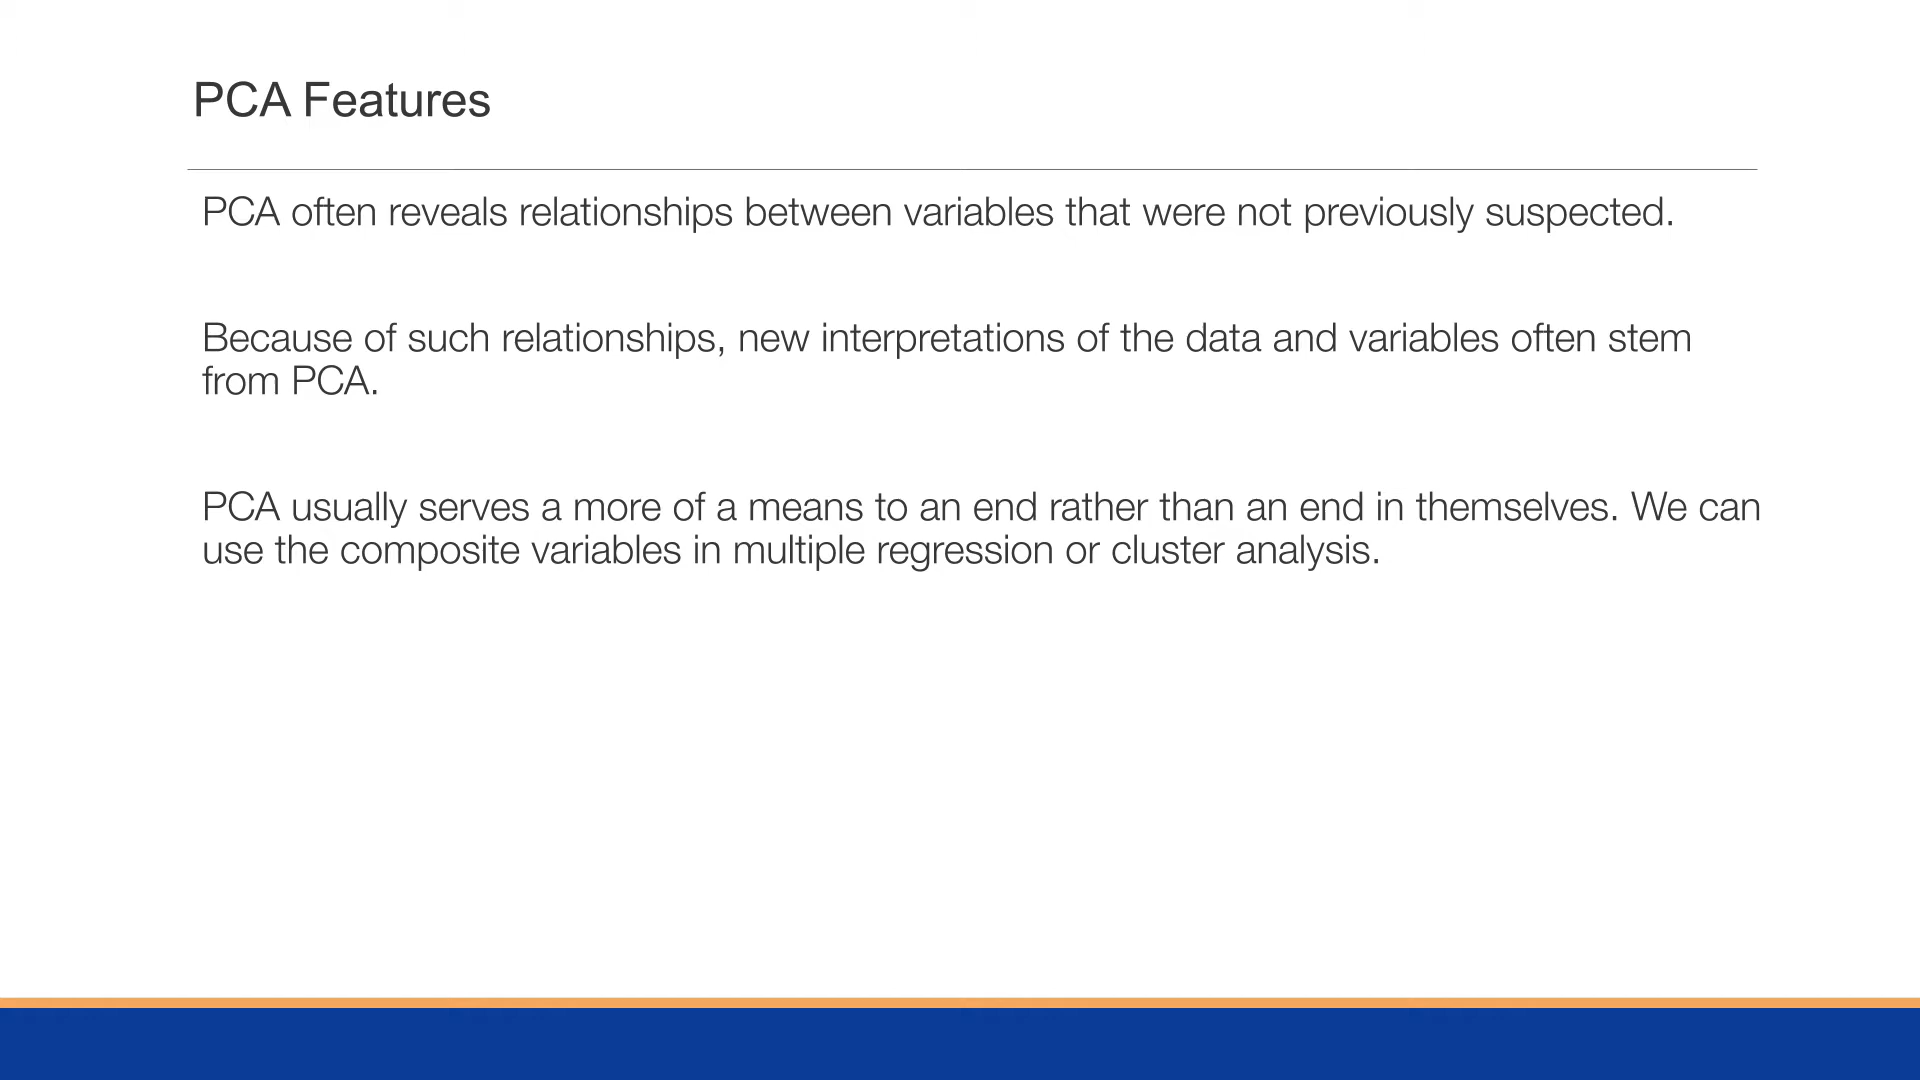 PCA Features
PCA often reveals relationships between variables that were not previously suspected.
Because of such relationships, new interpretations of the data and variables often stem
from PCA.
PCA usually serves a more of a means to an end rather than an end in themselves. We can
use the composite variables in multiple regression or cluster analysis.